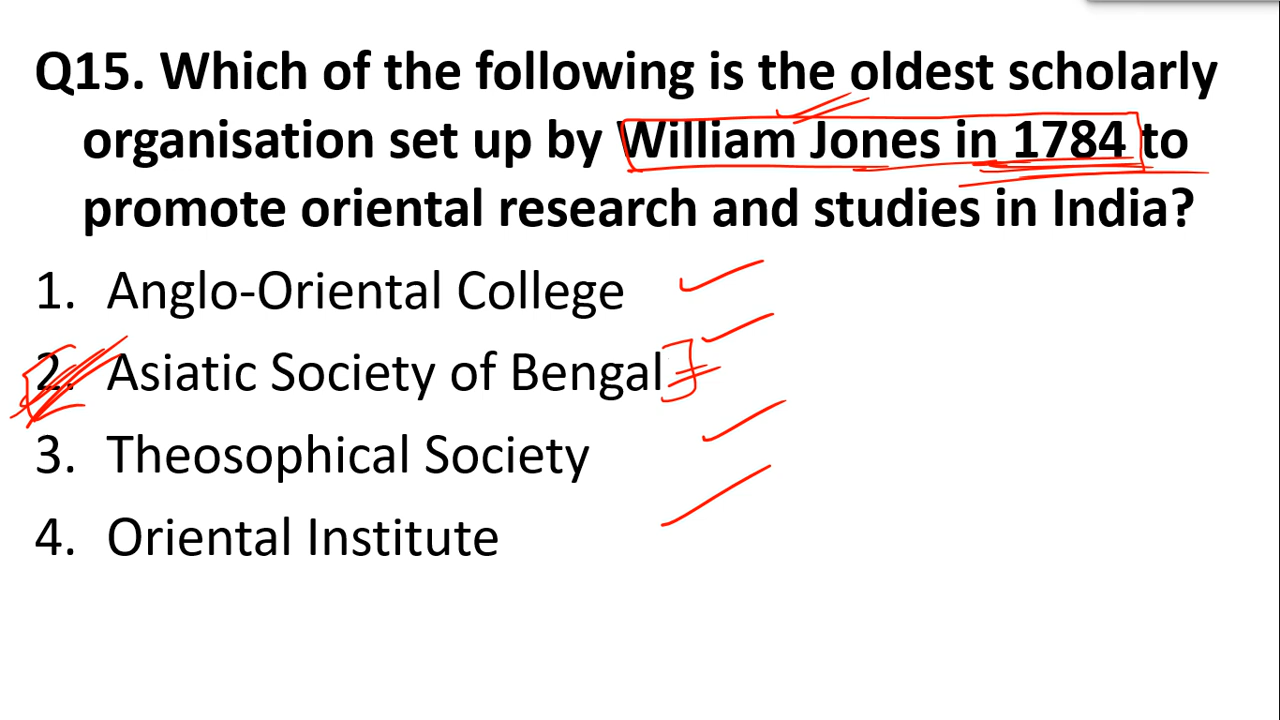 Q15. Which of the following is the oldest scholarly
organisation set up by William Jones in 1784 to
promote oriental research and studies in India?
1. Anglo-Oriental College
2. Asiatic Society of Bengal
3. Theosophical Society
4. Oriental Institute